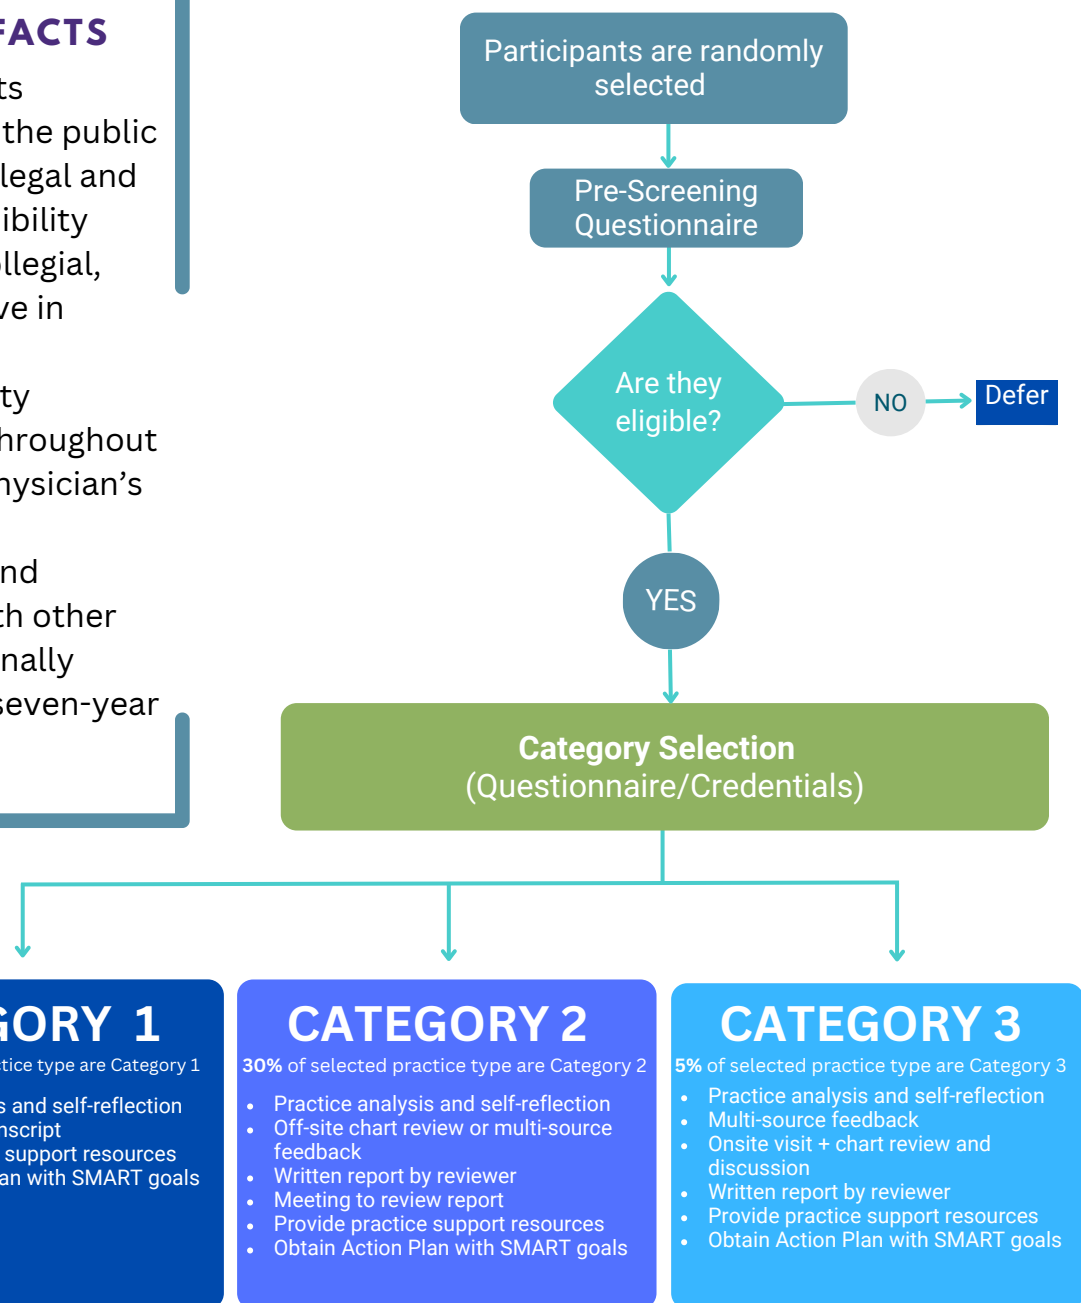 FACTS
the public
legal and
ve in
hroughout
hysician's
th other
seven-year
Participants are randomly
selected
Pre-Screening
Questionnaire
Are they
eligible?
NO
Defer
YES
Category Selection
(Questionnaire/Credentials)
GORY 1
ctice type are Category 1
s and self-reflection
nscript
support resources
an with SMART goals
CATEGORY 2
30% of selected practice type are Category 2
• Practice analysis and self-reflection
• Off-site chart review or multi-source
feedback
• Written report by reviewer
• Meeting to review report
• Provide practice support resources
• Obtain Action Plan with SMART goals
CATEGORY 3
5% of selected practice type are Category 3
• Practice analysis and self-reflection
• Multi-source feedback
• Onsite visit + chart review and
discussion
• Written report by reviewer
• Provide practice support resources
• Obtain Action Plan with SMART goals